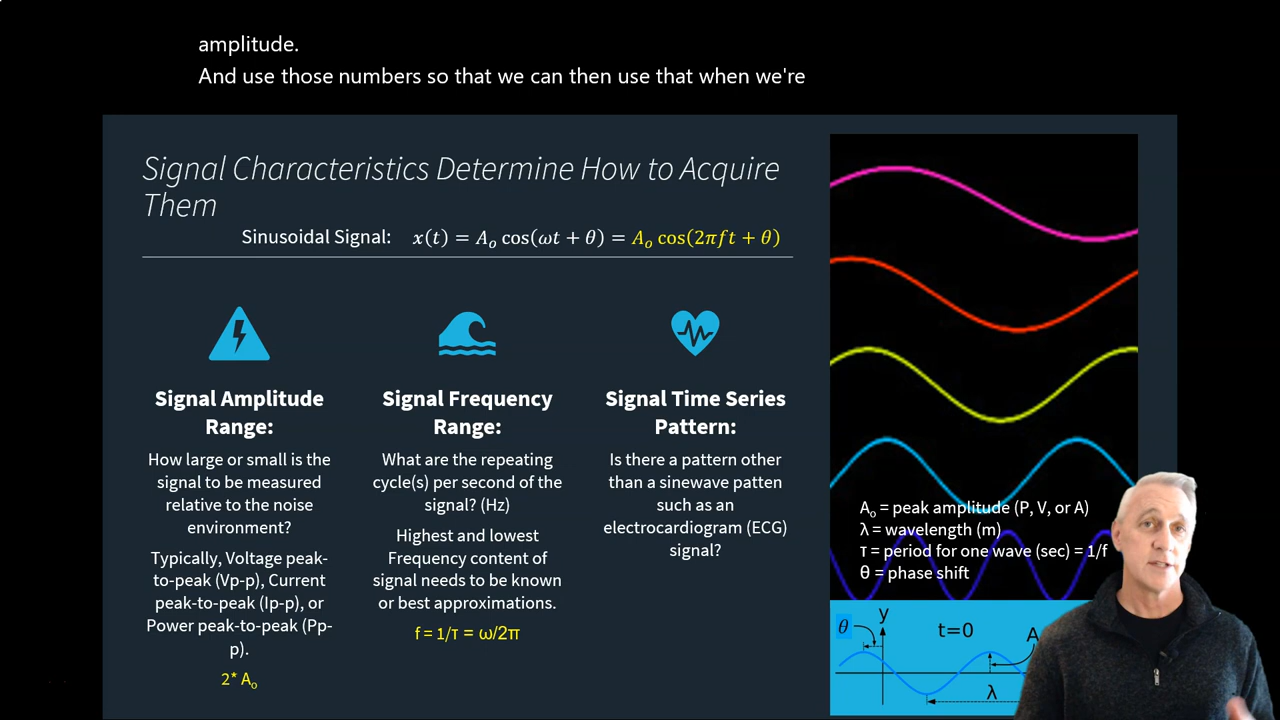 amplitude.
And use those numbers so that we can then use that when we're
Signal Characteristics Determine How to Acquire
Them
Sinusoidal Signal: x(t) = Aₒ cos(ωt + θ) = Aₒ cos(2πft + θ)
Signal Amplitude
Range:
How large or small is the
signal to be measured
relative to the noise
environment?
Typically, Voltage peak-
to-peak (Vp-p), Current
peak-to-peak (Ip-p), or
Power peak-to-peak (Pp-
p).
2* Aₒ
Signal Frequency
Range:
What are the repeating
cycle(s) per second of the
signal? (Hz)
Highest and lowest
Frequency content of
signal needs to be known
or best approximations.
f = 1/τ = ω/2π
Signal Time Series
Pattern:
Is there a pattern other
than a sinewave patten
such as an
electrocardiogram (ECG)
signal?
Aₒ = peak amplitude (P, V, or A)
λ = wavelength (m)
τ = period for one wave (sec) = 1/f
θ = phase shift
θ
y
t=0
A
λ